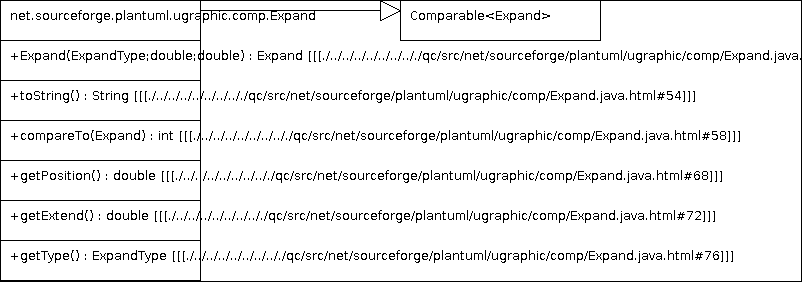 net.sourceforge.plantuml.ugraphic.comp.Expand
Comparable<Expand>
+Expand(ExpandType;double;double) : Expand [[[./../../../../../../../qc/src/net/sourceforge/plantuml/ugraphic/comp/Expand.java.
+toString() : String [[[./../../../../../../../qc/src/net/sourceforge/plantuml/ugraphic/comp/Expand.java.html#54]]]
+compareTo(Expand) : int [[[./../../../../../../../qc/src/net/sourceforge/plantuml/ugraphic/comp/Expand.java.html#58]]]
+getPosition() : double [[[./../../../../../../../qc/src/net/sourceforge/plantuml/ugraphic/comp/Expand.java.html#68]]]
+getExtend() : double [[[./../../../../../../../qc/src/net/sourceforge/plantuml/ugraphic/comp/Expand.java.html#72]]]
+getType() : ExpandType [[[./../../../../../../../qc/src/net/sourceforge/plantuml/ugraphic/comp/Expand.java.html#76]]]